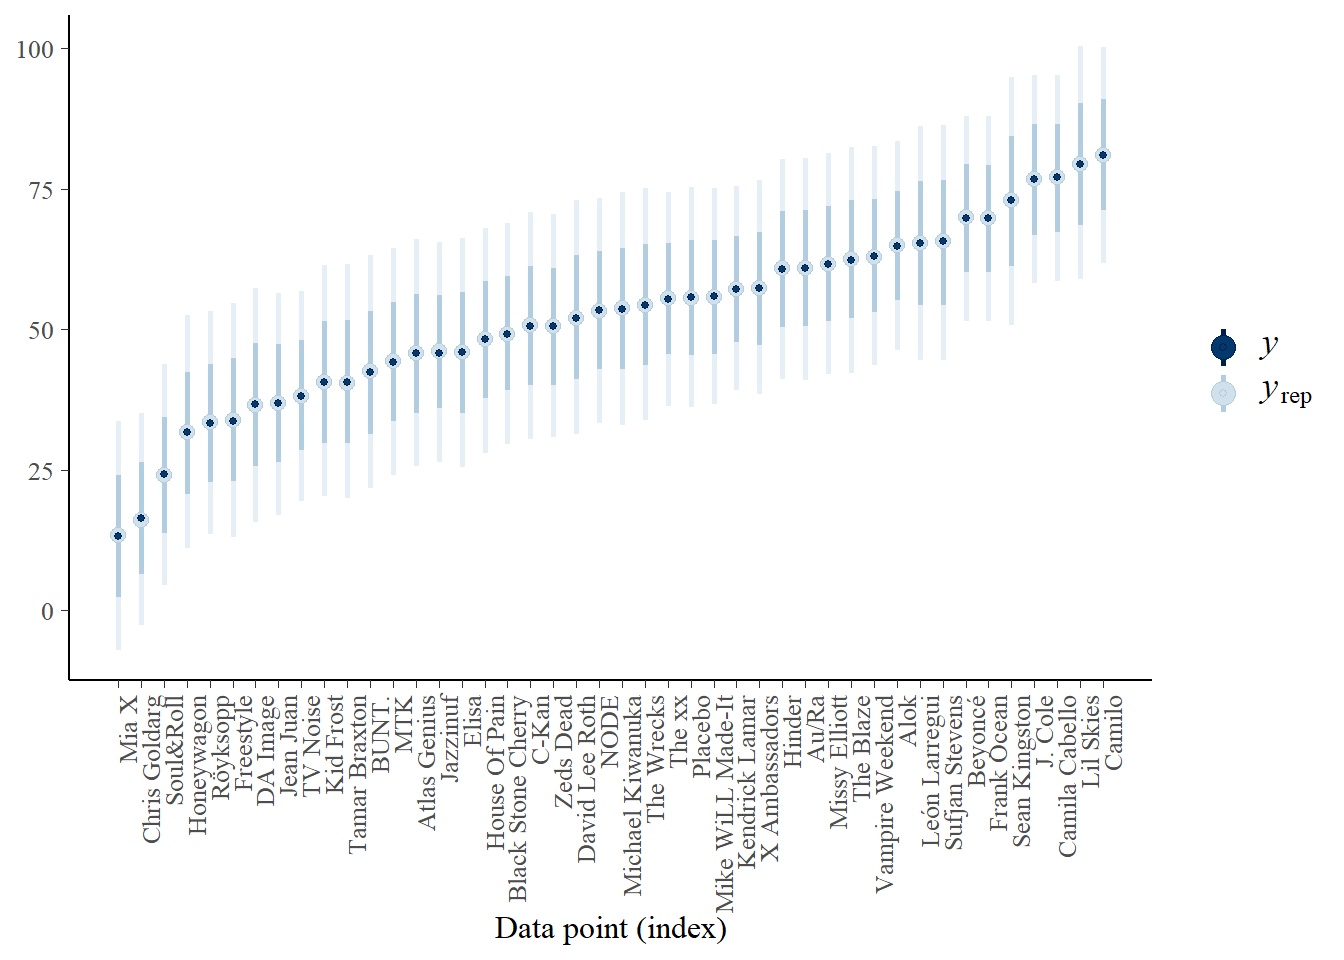 100
75
50
25
0
Mia X
Chris Goldarg
Soul&Roll
Honeywagon
Röyksopp
Freestyle
DA Image
Jean Juan
TV Noise
Kid Frost
Tamar Braxton
BUNT.
MTK
Atlas Genius
Jazzinuf
Elisa
House Of Pain
Black Stone Cherry
C-Kan
Zeds Dead
David Lee Roth
NODE
Michael Kiwanuka
The Wrecks
The xx
Placebo
Mike WiLL Made-It
Kendrick Lamar
X Ambassadors
Hinder
Au/Ra
Missy Elliott
The Blaze
Vampire Weekend
Alok
León Larregui
Sufjan Stevens
Beyoncé
Frank Ocean
Sean Kingston
J. Cole
Camila Cabello
Lil Skies
Camilo
Data point (index)
y
y rep